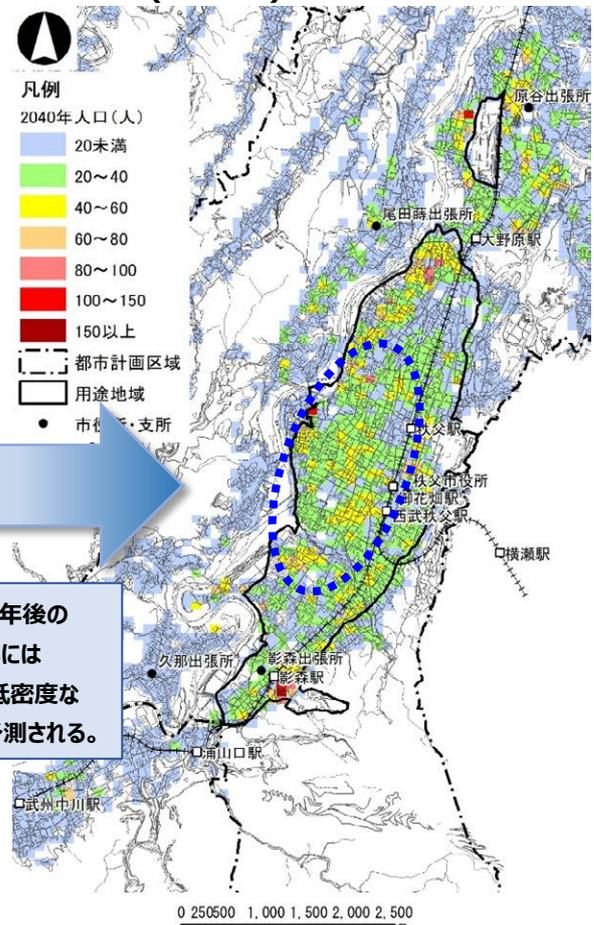 凡例
2040年人口(人)
20未満
20～40
40～60
60～80
80～100
100～150
150以上
都市計画区域
用途地域
市役所・支所
原谷出張所
尾田蒔出張所
大野原駅
秩父駅
秩父市役所
御花畑駅
西武秩父駅
横瀬駅
年後の
には
低密度な
予測される。
久那出張所
影森出張所
影森駅
浦山口駅
武州中川駅
0 250500 1,000 1,500 2,000 2,500